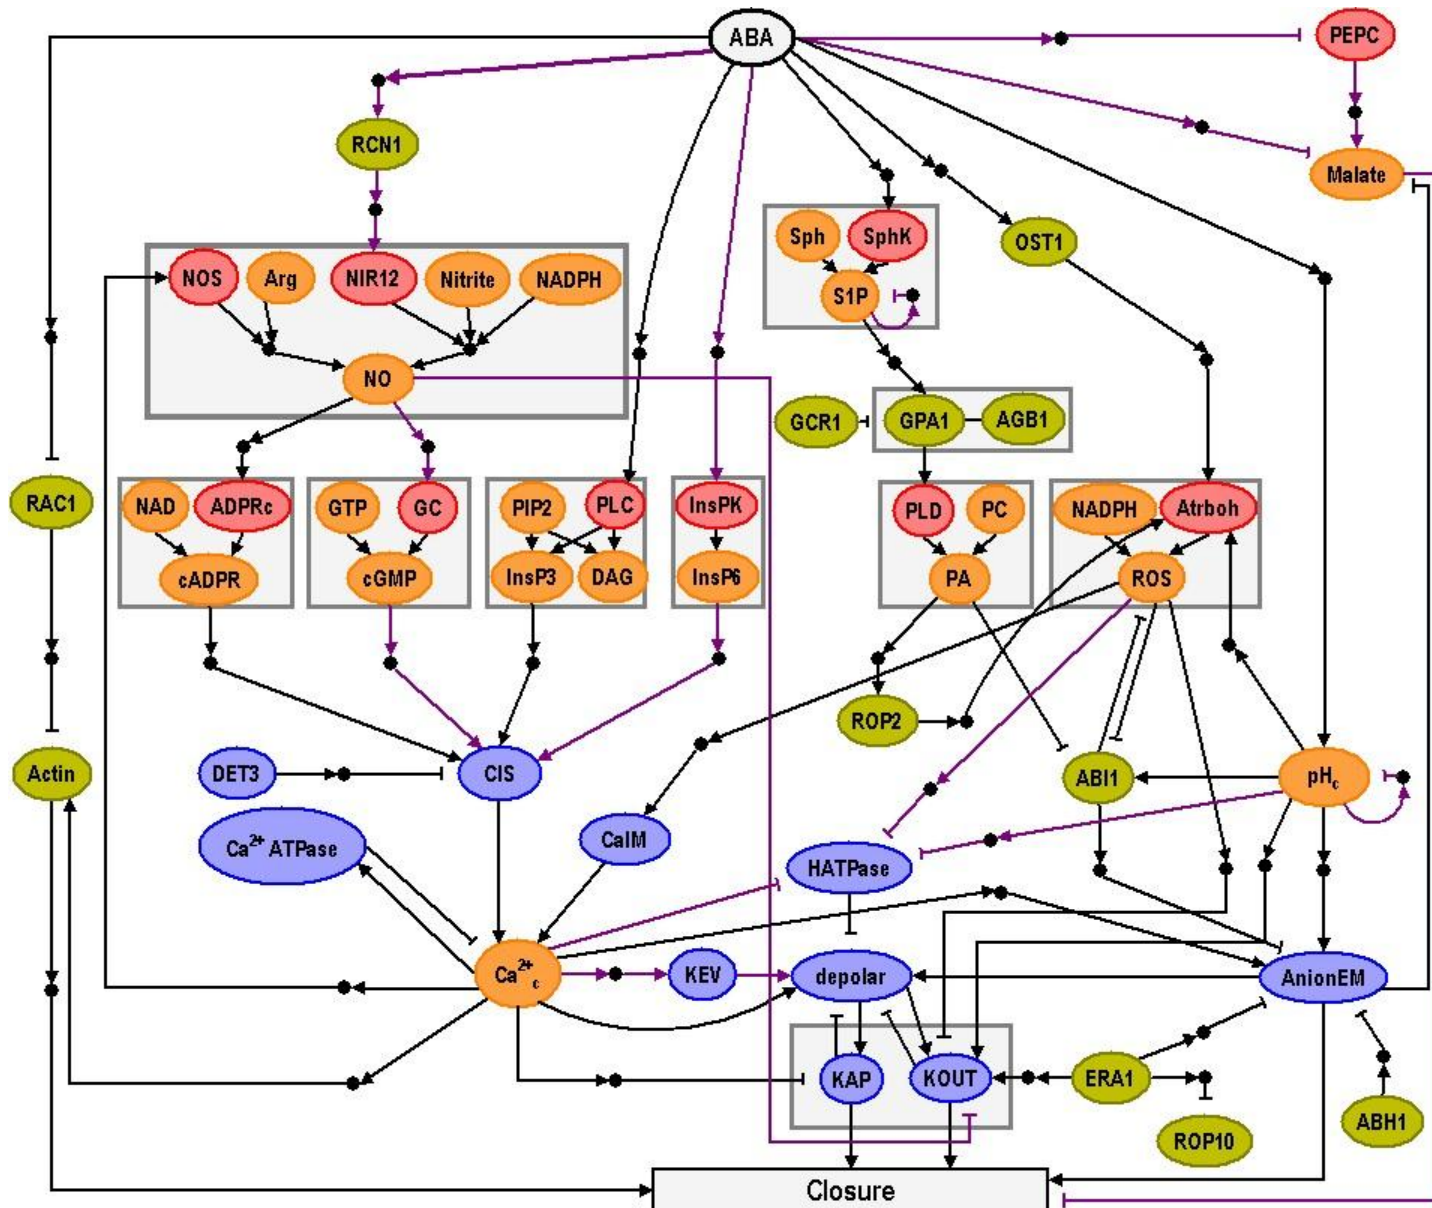 ABA
PEPC
RCN1
Malate
NOS
Arg
NIR12
Nitrite
NADPH
Sph
SphK
OST1
S1P
NO
GCR1
GPA1
AGB1
RAC1
NAD
ADPRc
GTP
GC
PIP2
PLC
InsPK
PLD
PC
NADPH
Atrboh
cADPR
cGMP
InsP3
DAG
InsP6
PA
ROS
ROP2
Actin
DET3
CIS
ABI1
pHc
Ca2+ ATPase
CaIM
HATPase
Ca2+c
KEV
depolar
AnionEM
KAP
KOUT
ERA1
ROP10
ABH1
Closure